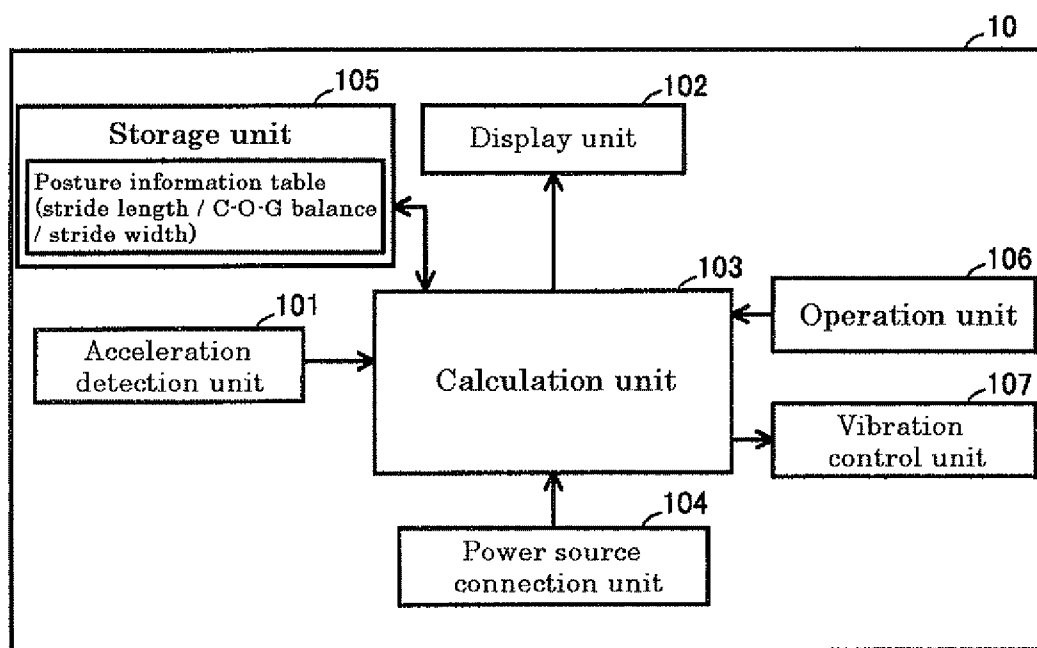 10
105
Storage unit
Posture information table
(stride length / C-O-G balance
/ stride width)
102
Display unit
103
Calculation unit
106
Operation unit
101
Acceleration
detection unit
107
Vibration
control unit
104
Power source
connection unit